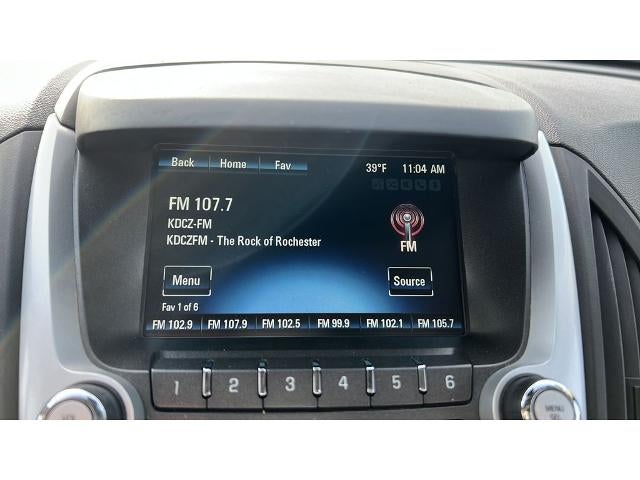 Back Home Fav 39°F 11:04 AM
FM 107.7
KDCZ-FM
KDCZFM - The Rock of Rochester
FM
Menu Source
Fav 1 of 6
FM 102.9 FM 107.9 FM 102.5 FM 99.9 FM 102.1 FM 105.7
1 2 3 4 5 6
MENU
SEL